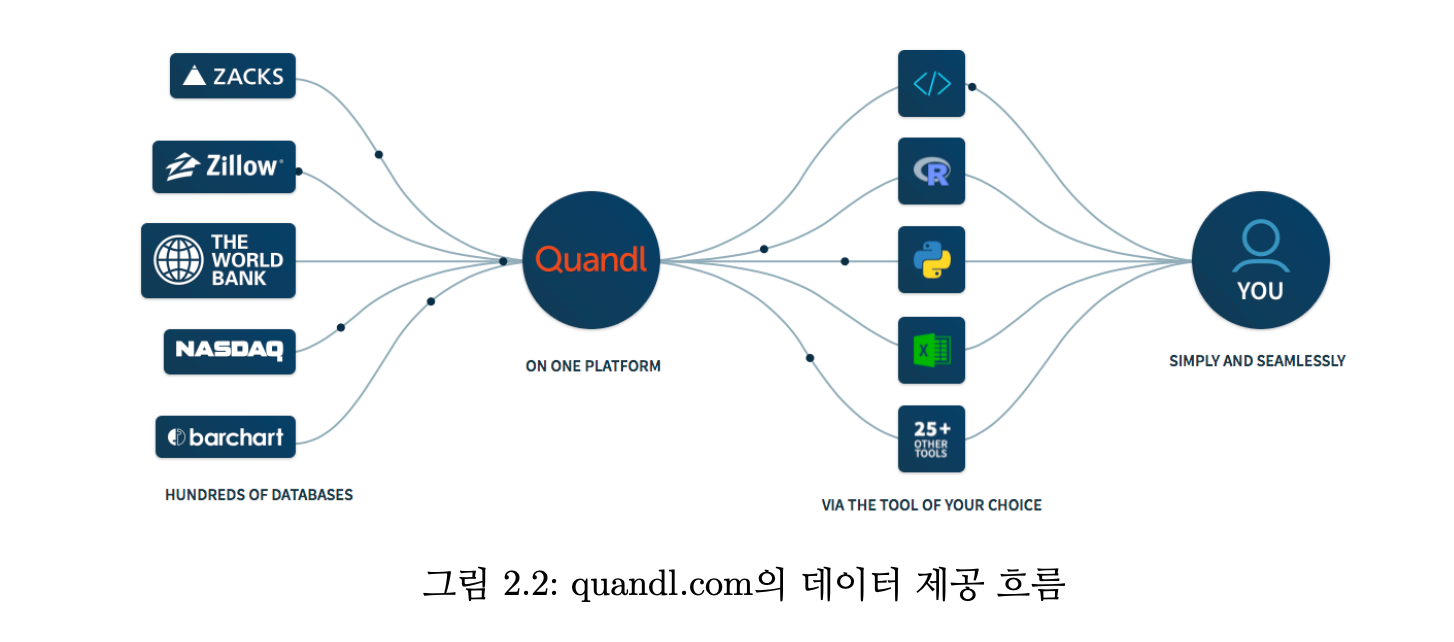 ZACKS
Zillow
THE
WORLD
BANK
NASDAQ
barchart
HUNDREDS OF DATABASES
Quandl
ON ONE PLATFORM
</>
R
X
25+
OTHER
TOOLS
VIA THE TOOL OF YOUR CHOICE
YOU
SIMPLY AND SEAMLESSLY
그림 2.2: quandl.com의 데이터 제공 흐름